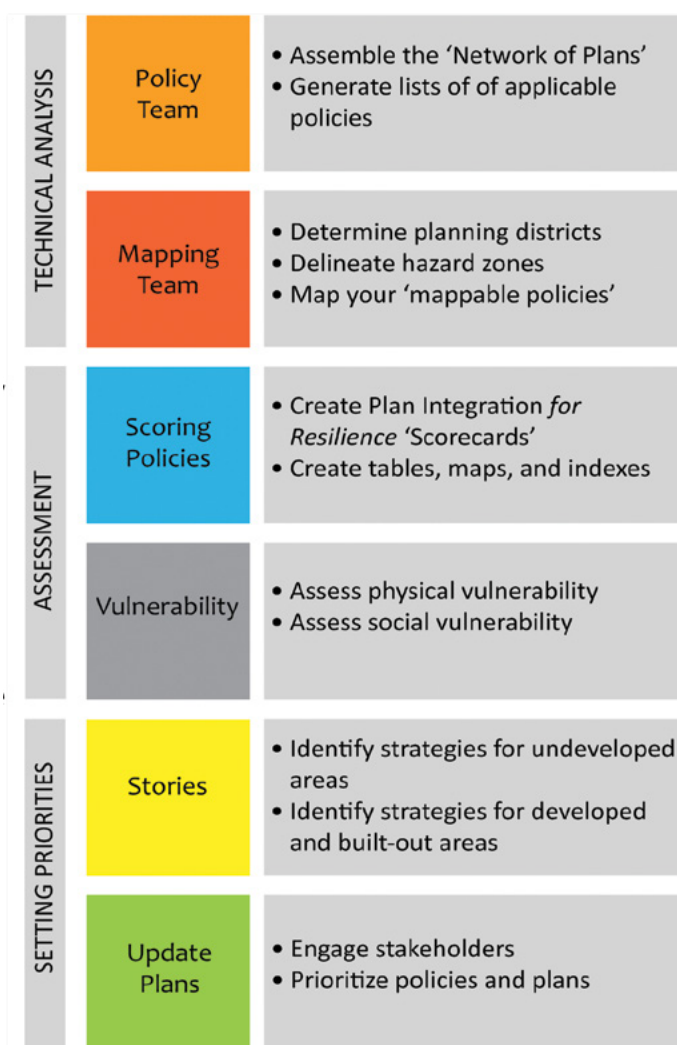 TECHNICAL ANALYSIS
Policy
Team
• Assemble the ‘Network of Plans’
• Generate lists of of applicable
policies
Mapping
Team
• Determine planning districts
• Delineate hazard zones
• Map your ‘mappable policies’
ASSESSMENT
Scoring
Policies
• Create Plan Integration for
Resilience ‘Scorecards’
• Create tables, maps, and indexes
Vulnerability
• Assess physical vulnerability
• Assess social vulnerability
SETTING PRIORITIES
Stories
• Identify strategies for undeveloped
areas
• Identify strategies for developed
and built-out areas
Update
Plans
• Engage stakeholders
• Prioritize policies and plans